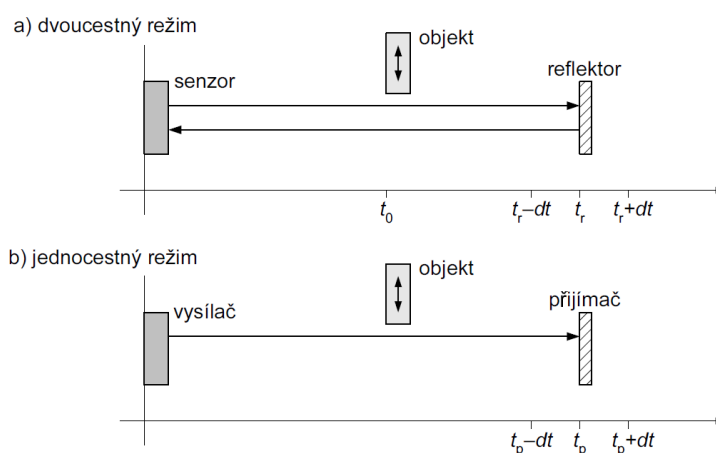 a) dvoucestný režim
objekt
senzor
reflektor
t₀ tᵣ–dt tᵣ tᵣ+dt
b) jednocestný režim
objekt
vysílač
přijímač
tₚ–dt tₚ tₚ+dt